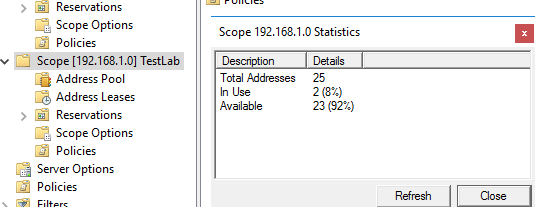 Reservations
Scope Options
Policies
Scope [192.168.1.0] TestLab
Address Pool
Address Leases
Reservations
Scope Options
Policies
Server Options
Policies
Filters
Policies
Scope 192.168.1.0 Statistics
x
Description Details
Total Addresses 25
In Use 2 (8%)
Available 23 (92%)
Refresh Close